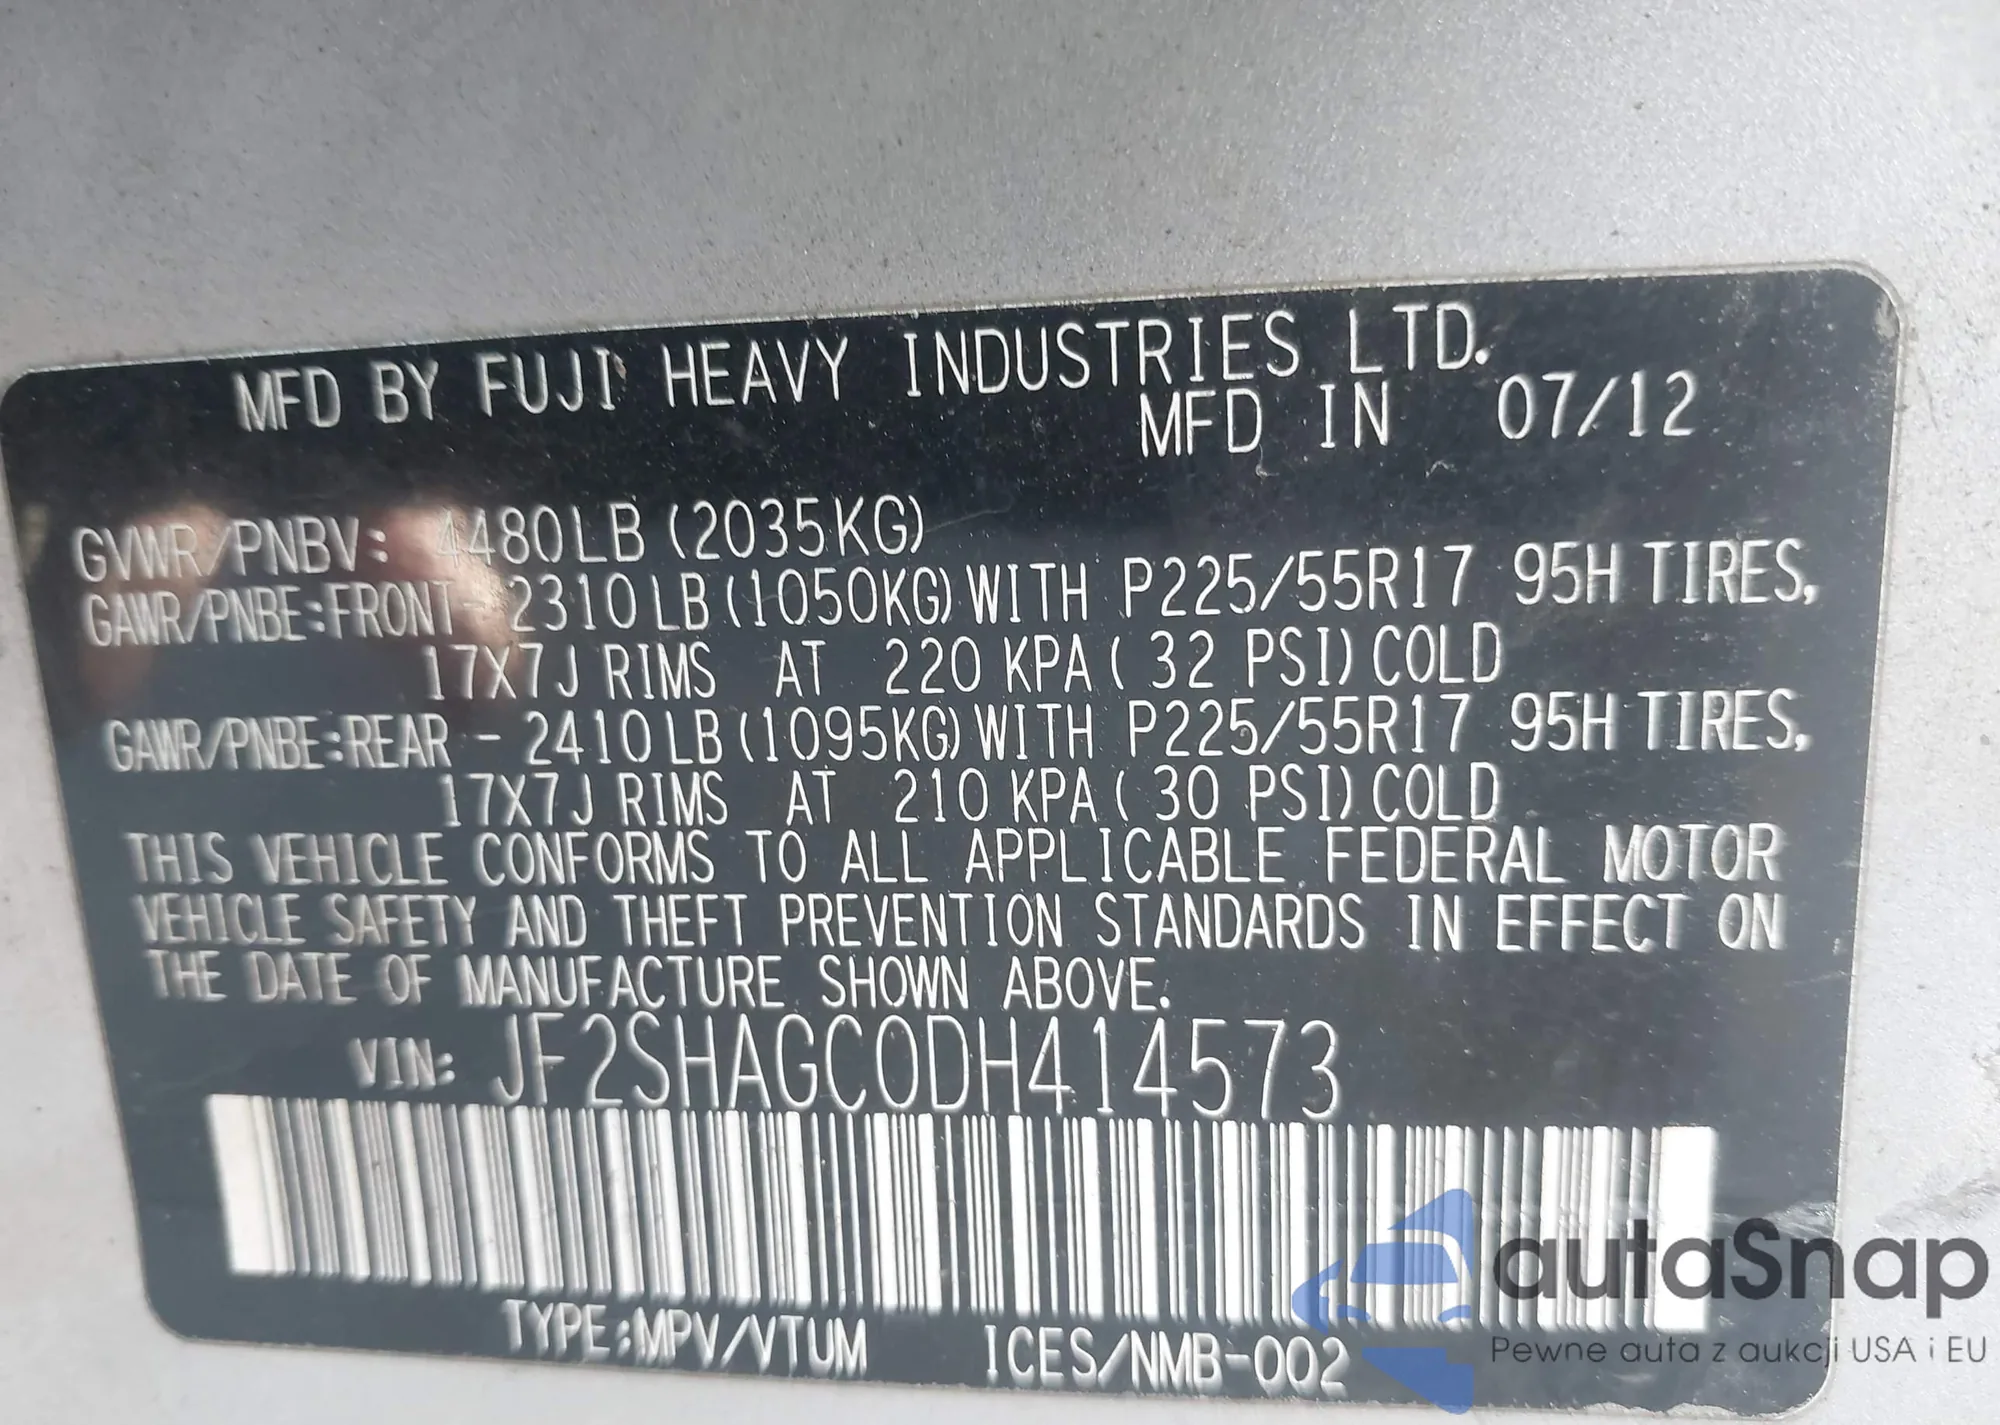 MFD BY FUJI HEAVY INDUSTRIES LTD.
MFD IN 07/12
GVWR/PNBV: 4480LB (2035KG)
GAWR/PNBE:FRONT- 2310LB(1050KG)WITH P225/55R17 95H TIRES,
17X7J RIMS AT 220 KPA( 32 PSI)COLD
GAWR/PNBE:REAR - 2410LB(1095KG)WITH P225/55R17 95H TIRES,
17X7J RIMS AT 210 KPA( 30 PSI)COLD
THIS VEHICLE CONFORMS TO ALL APPLICABLE FEDERAL MOTOR
VEHICLE SAFETY AND THEFT PREVENTION STANDARDS IN EFFECT ON
THE DATE OF MANUFACTURE SHOWN ABOVE.
VIN: JF2SHAGC0DH414573
TYPE:MPV/VTUM ICES/NMB-002
autaSnap
Pewne auta z aukcji USA i EU